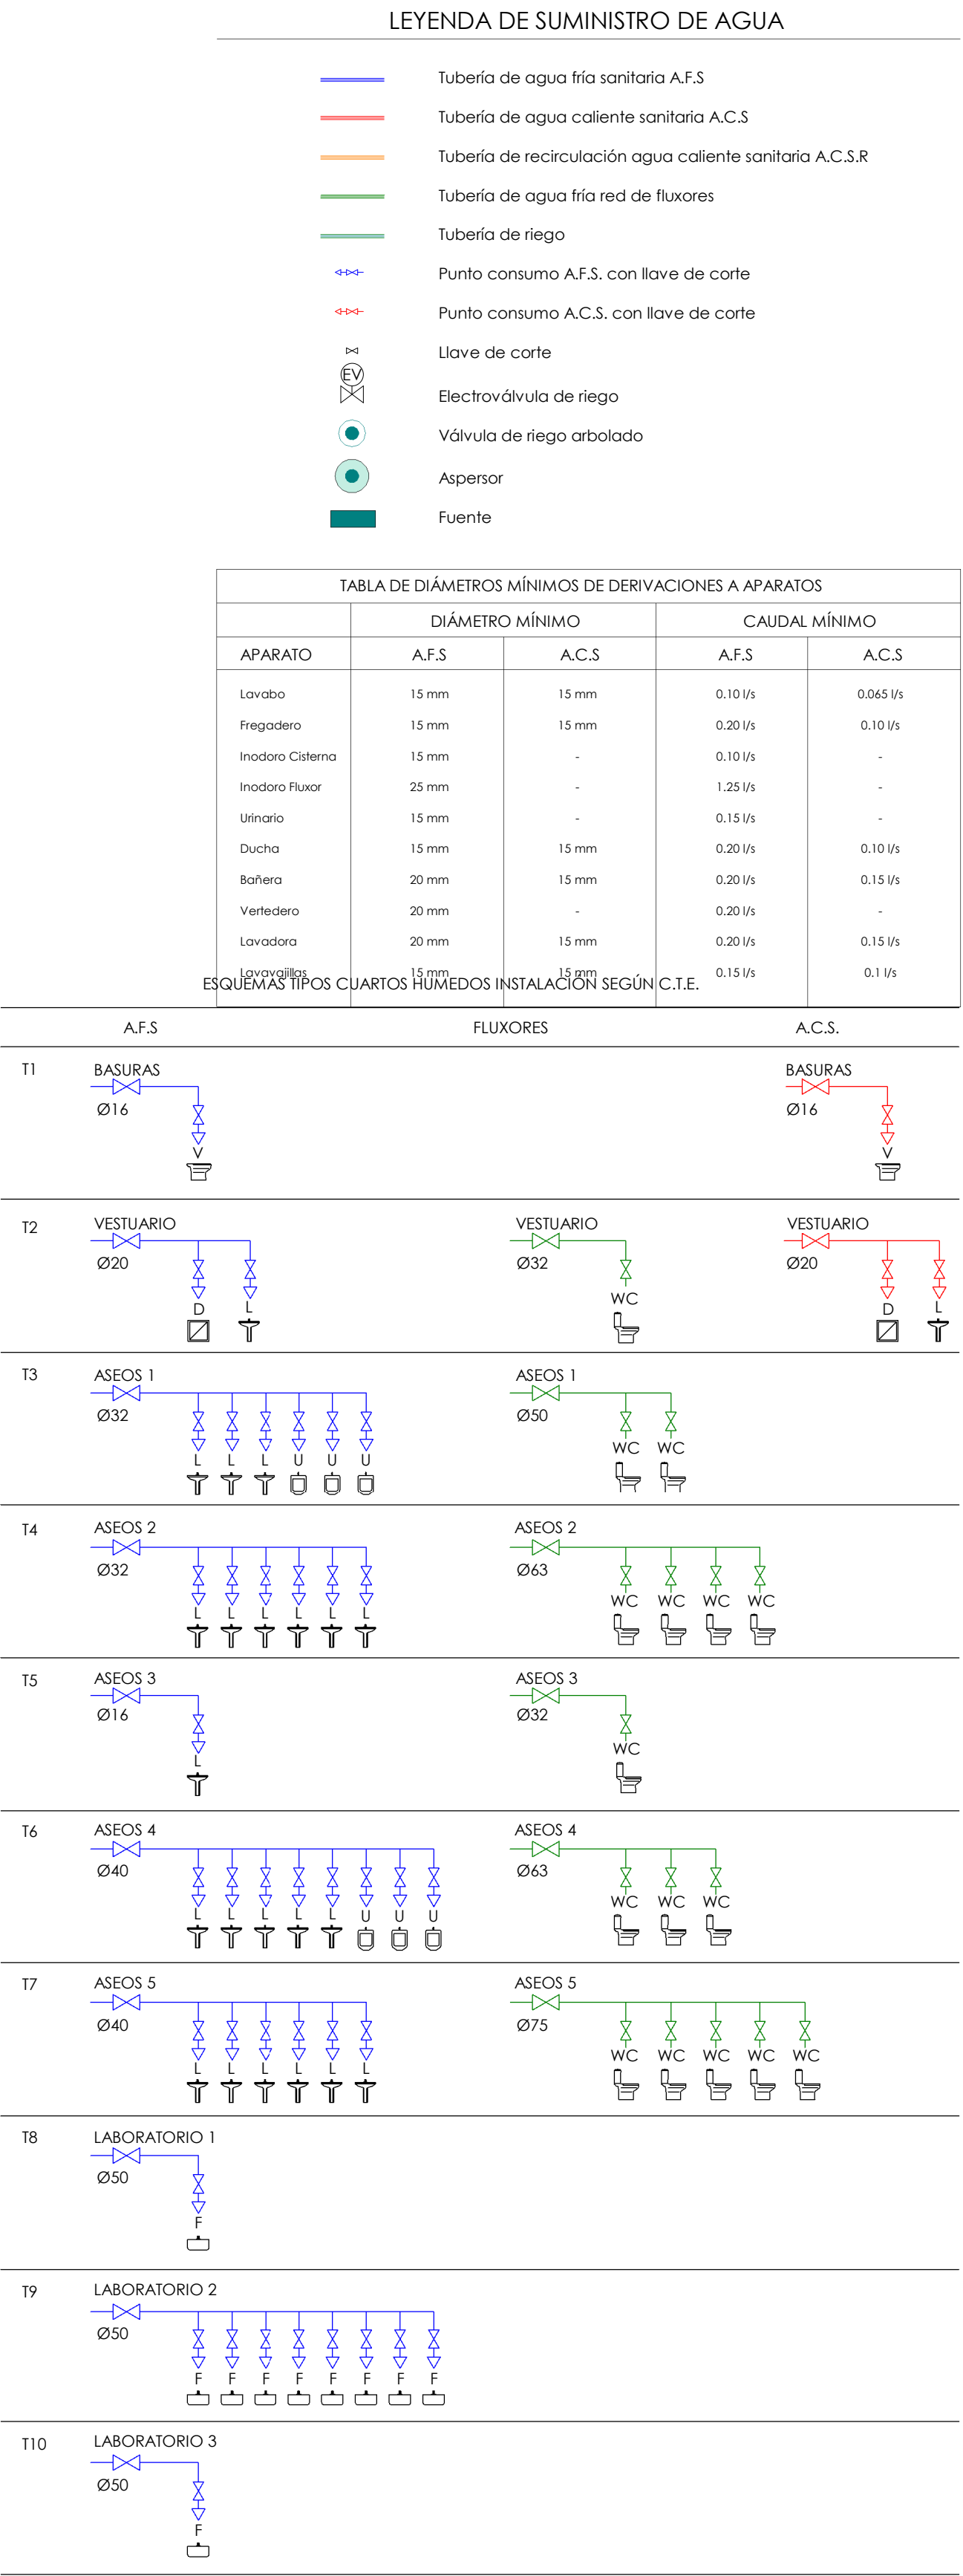 LEYENDA DE SUMINISTRO DE AGUA
Tubería de agua fría sanitaria A.F.S
Tubería de agua caliente sanitaria A.C.S
Tubería de recirculación agua caliente sanitaria A.C.S.R
Tubería de agua fría red de fluxores
Tubería de riego
Punto consumo A.F.S. con llave de corte
Punto consumo A.C.S. con llave de corte
Llave de corte
EV
Electroválvula de riego
Válvula de riego arbolado
Aspersor
Fuente
TABLA DE DIÁMETROS MÍNIMOS DE DERIVACIONES A APARATOS
DIÁMETRO MÍNIMO CAUDAL MÍNIMO
APARATO A.F.S A.C.S A.F.S A.C.S
Lavabo 15 mm 15 mm 0.10 l/s 0.065 l/s
Fregadero 15 mm 15 mm 0.20 l/s 0.10 l/s
Inodoro Cisterna 15 mm - 0.10 l/s -
Inodoro Fluxor 25 mm - 1.25 l/s -
Urinario 15 mm - 0.15 l/s -
Ducha 15 mm 15 mm 0.20 l/s 0.10 l/s
Bañera 20 mm 15 mm 0.20 l/s 0.15 l/s
Vertedero 20 mm - 0.20 l/s -
Lavadora 20 mm 15 mm 0.20 l/s 0.15 l/s
Lavavajillas 15 mm 15 mm 0.15 l/s 0.1 l/s
ESQUEMAS TIPOS CUARTOS HUMEDOS INSTALACIÓN SEGÚN C.T.E.
A.F.S FLUXORES A.C.S.
T1 BASURAS BASURAS
Ø16 Ø16
V V
T2 VESTUARIO VESTUARIO VESTUARIO
Ø20 Ø32 Ø20
D L WC D L
T3 ASEOS 1 ASEOS 1
Ø32 Ø50
L L L U U U WC WC
T4 ASEOS 2 ASEOS 2
Ø32 Ø63
L L L L L L WC WC WC WC
T5 ASEOS 3 ASEOS 3
Ø16 Ø32
L WC
T6 ASEOS 4 ASEOS 4
Ø40 Ø63
L L L L L U U U WC WC WC
T7 ASEOS 5 ASEOS 5
Ø40 Ø75
L L L L L L WC WC WC WC WC
T8 LABORATORIO 1
Ø50
F
T9 LABORATORIO 2
Ø50
F F F F F F F F
T10 LABORATORIO 3
Ø50
F